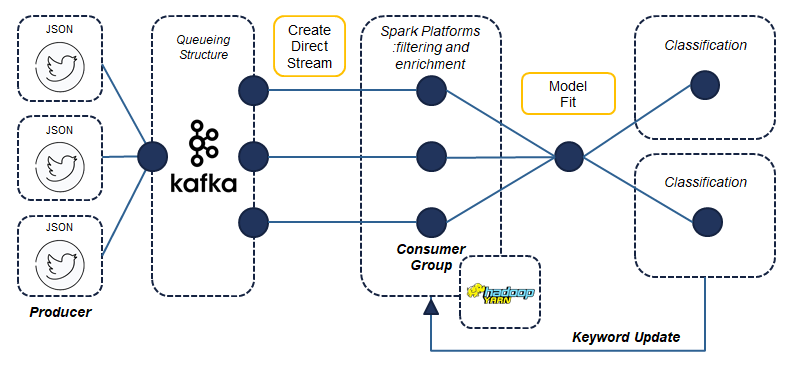 JSON
JSON
JSON
Producer
Queueing
Structure
kafka
Create
Direct
Stream
Spark Platforms
:filtering and
enrichment
Consumer
Group
hadoop
YARN
Model
Fit
Classification
Classification
Keyword Update